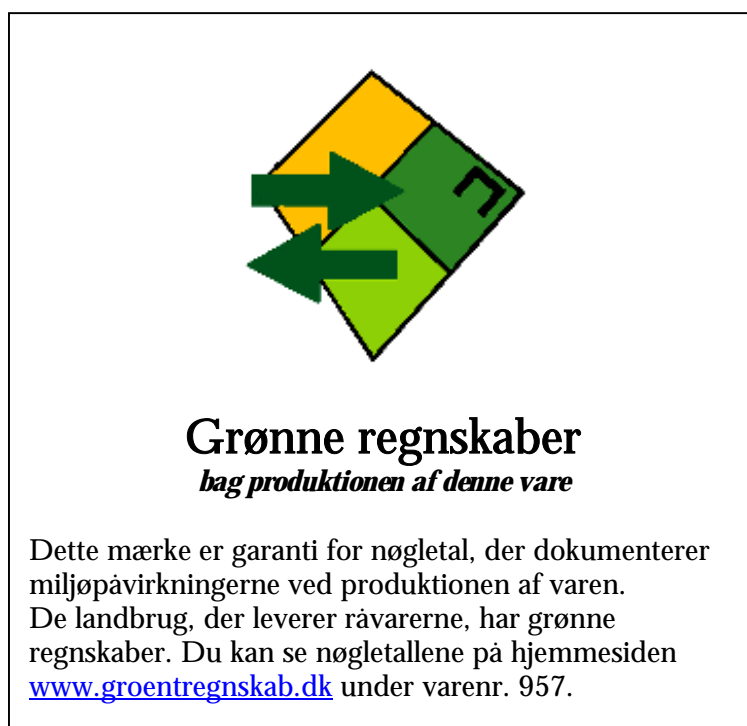 Grønne regnskaber
bag produktionen af denne vare
Dette mærke er garanti for nøgletal, der dokumenterer
miljøpåvirkningerne ved produktionen af varen.
De landbrug, der leverer råvarerne, har grønne
regnskaber. Du kan se nøgletallene på hjemmesiden
www.groentregnskab.dk under varenr. 957.